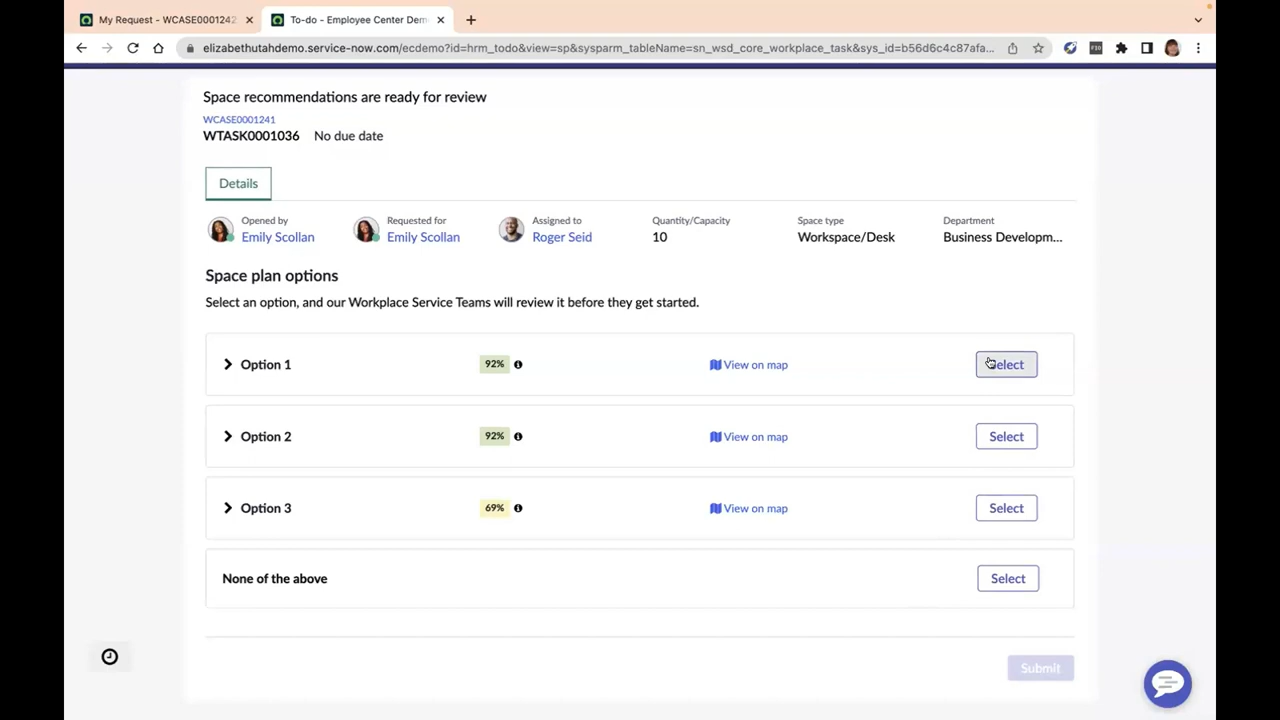 My Request - WCASE0001242
To-do - Employee Center Dem
elizabethutahdemo.service-now.com/ecdemo?id=hrm_todo&view=sp&sysparm_tableName=sn_wsd_core_workplace_task&sys_id=b56d6c4c87afa...
Space recommendations are ready for review
WCASE0001241
WTASK0001036 No due date
Details
Opened by Requested for Assigned to Quantity/Capacity Space type Department
Emily Scollan Emily Scollan Roger Seid 10 Workspace/Desk Business Developm...
Space plan options
Select an option, and our Workplace Service Teams will review it before they get started.
Option 1 92% View on map Select
Option 2 92% View on map Select
Option 3 69% View on map Select
None of the above Select
Submit